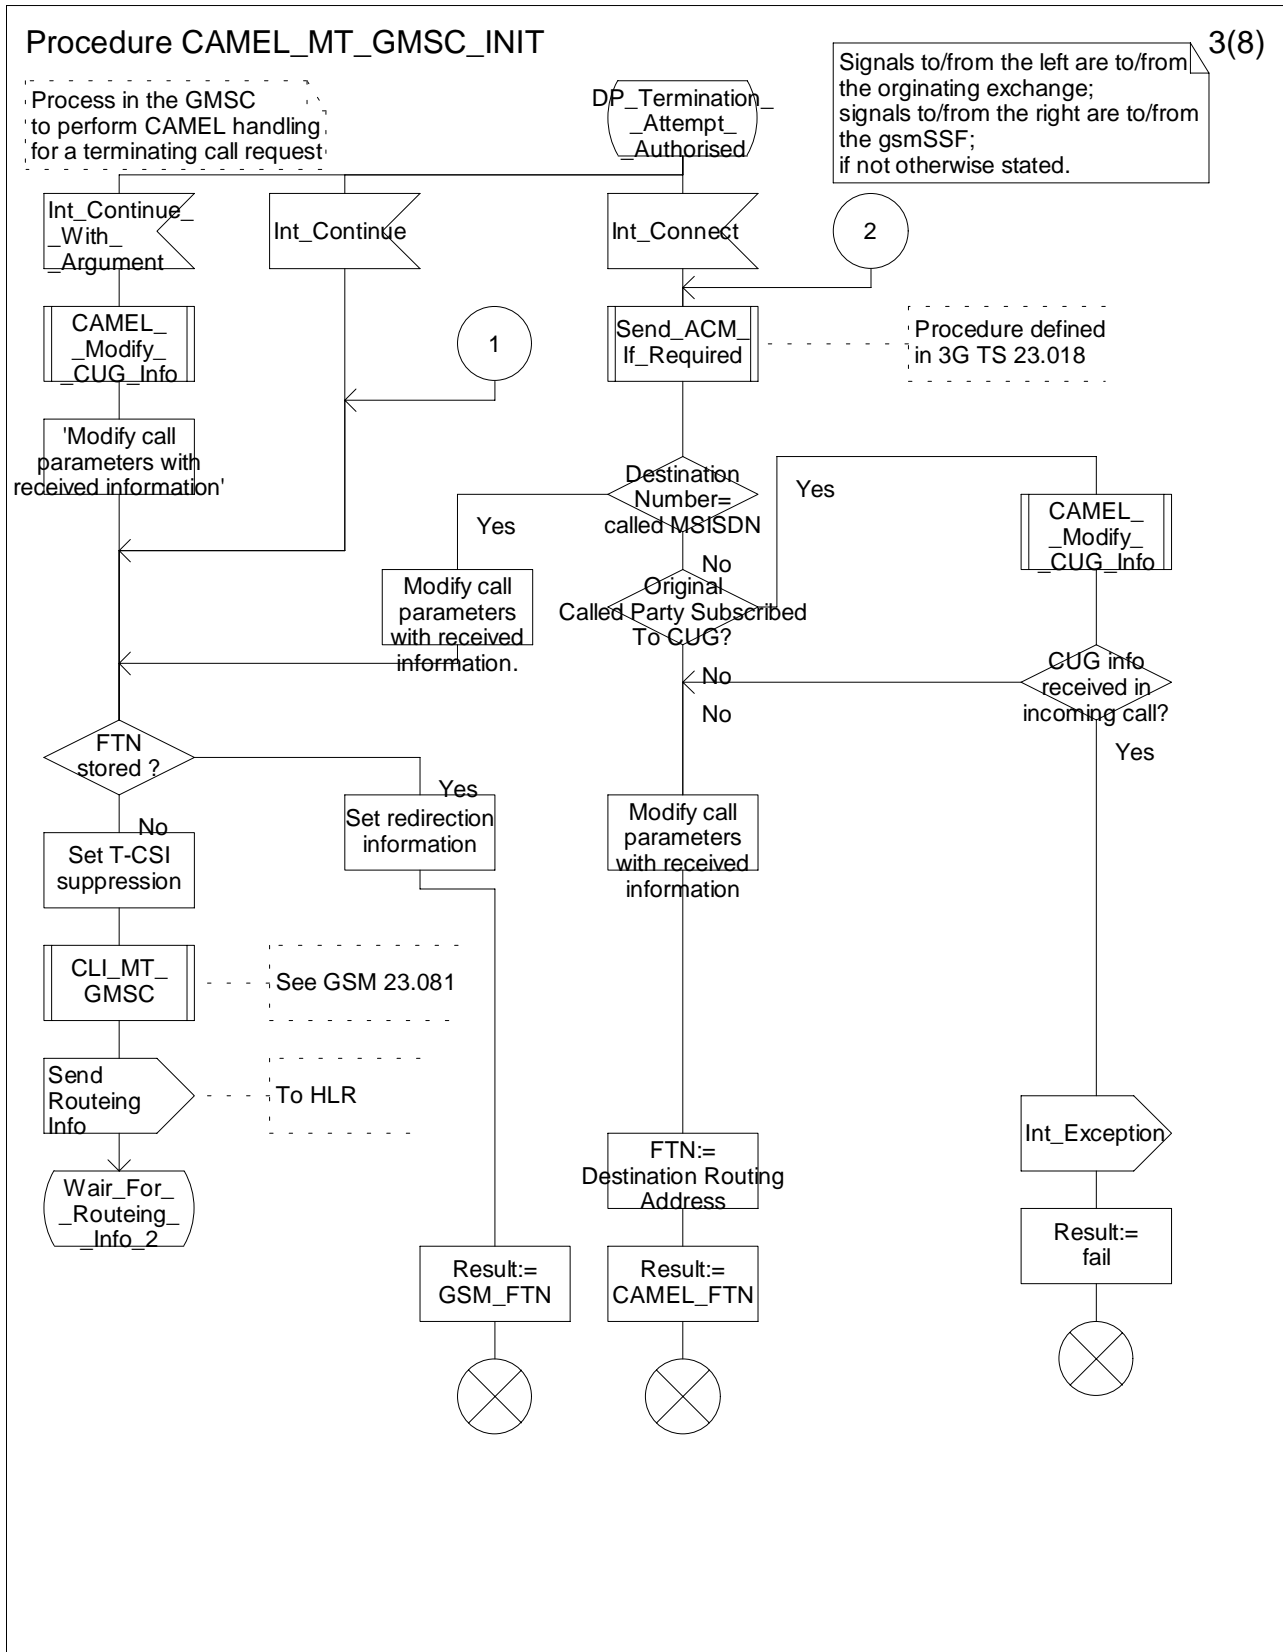 Procedure CAMEL_MT_GMSC_INIT
3(8)
Process in the GMSC
to perform CAMEL handling
for a terminating call request
DP_Termination_
_Attempt_
_Authorised
Signals to/from the left are to/from
the orginating exchange;
signals to/from the right are to/from
the gsmSSF;
if not otherwise stated.
Int_Continue_
_With_
_Argument
Int_Continue
Int_Connect
2
CAMEL_
_Modify_
_CUG_Info
1
Send_ACM_
If_Required
Procedure defined
in 3G TS 23.018
'Modify call
parameters with
received information'
Destination
Number=
called MSISDN
Yes
Yes
CAMEL_
_Modify_
_CUG_Info
No
Modify call
parameters
with received
information.
Original
Called Party Subscribed
To CUG?
No
No
CUG info
received in
incoming call?
Yes
FTN
stored ?
Yes
No
Set T-CSI
suppression
Set redirection
information
Modify call
parameters
with received
information
CLI_MT_
GMSC
See GSM 23.081
Send
Routeing
Info
To HLR
Int_Exception
Wair_For_
_Routeing_
_Info_2
FTN:=
Destination Routing
Address
Result:=
fail
Result:=
GSM_FTN
Result:=
CAMEL_FTN